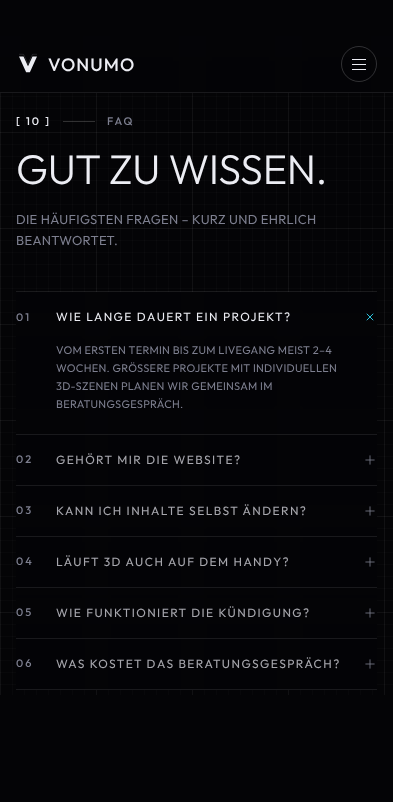 VONUMO
[ 10 ] FAQ
GUT ZU WISSEN.
DIE HÄUFIGSTEN FRAGEN – KURZ UND EHRLICH
BEANTWORTET.
01 WIE LANGE DAUERT EIN PROJEKT?
VOM ERSTEN TERMIN BIS ZUM LIVEGANG MEIST 2–4
WOCHEN. GRÖSSERE PROJEKTE MIT INDIVIDUELLEN
3D-SZENEN PLANEN WIR GEMEINSAM IM
BERATUNGSGESPRÄCH.
02 GEHÖRT MIR DIE WEBSITE?
03 KANN ICH INHALTE SELBST ÄNDERN?
04 LÄUFT 3D AUCH AUF DEM HANDY?
05 WIE FUNKTIONIERT DIE KÜNDIGUNG?
06 WAS KOSTET DAS BERATUNGSGESPRÄCH?